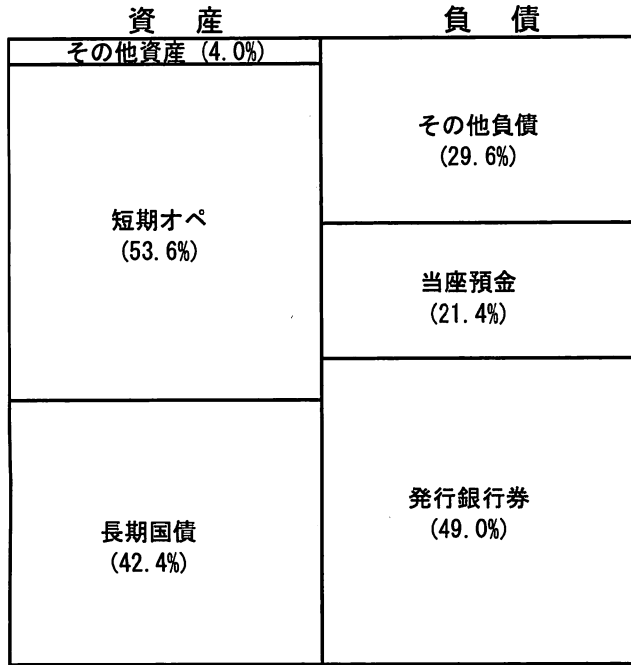 資産
その他資産 (4.0%)
短期オペ
(53.6%)
長期国債
(42.4%)
負債
その他負債
(29.6%)
当座預金
(21.4%)
発行銀行券
(49.0%)